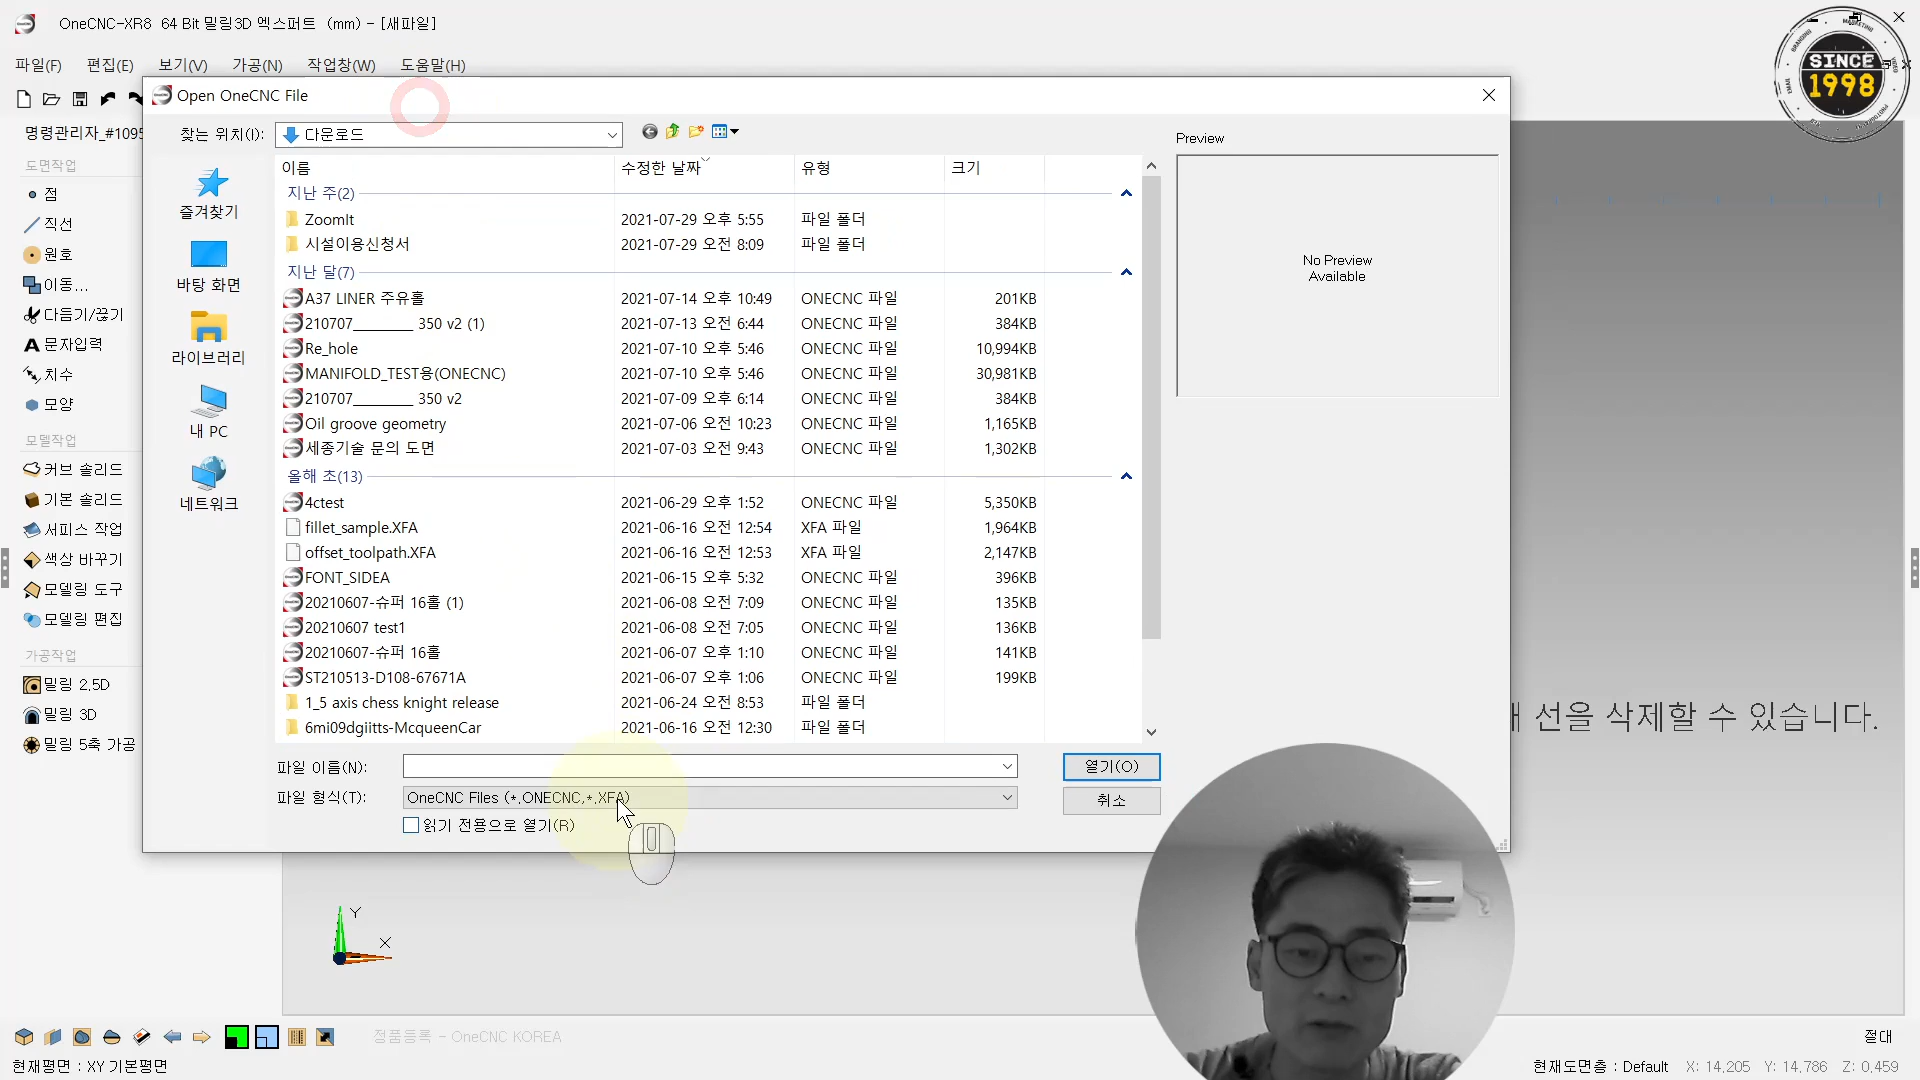 OneCNC-XR8 64 Bit 밀링3D 엑스퍼트 (mm) - [새파일]
파일(F) 편집(E) 보기(V) 가공(N) 작업창(W) 도움말(H)
SINCE
1998
Open OneCNC File
명령관리자_#1095
찾는 위치(I): 다운로드
Preview
No Preview
Available
도면작업
점
직선
원호
이동...
다듬기/끊기
문자입력
치수
모양
모델작업
커브 솔리드
기본 솔리드
서피스 작업
색상 바꾸기
모델링 도구
모델링 편집
가공작업
밀링 2.5D
밀링 3D
밀링 5축 가공
즐겨찾기
바탕 화면
라이브러리
내 PC
네트워크
이름 수정한 날짜 유형 크기
지난 주(2)
ZoomIt 2021-07-29 오후 5:55 파일 폴더
시설이용신청서 2021-07-29 오전 8:09 파일 폴더
지난 달(7)
A37 LINER 주유홀 2021-07-14 오후 10:49 ONECNC 파일 201KB
210707________ 350 v2 (1) 2021-07-13 오전 6:44 ONECNC 파일 384KB
Re_hole 2021-07-10 오후 5:46 ONECNC 파일 10,994KB
MANIFOLD_TEST용(ONECNC) 2021-07-10 오후 5:46 ONECNC 파일 30,981KB
210707________ 350 v2 2021-07-09 오후 6:14 ONECNC 파일 384KB
Oil groove geometry 2021-07-06 오전 10:23 ONECNC 파일 1,165KB
세종기술 문의 도면 2021-07-03 오전 9:43 ONECNC 파일 1,302KB
올해 초(13)
4ctest 2021-06-29 오후 1:52 ONECNC 파일 5,350KB
fillet_sample.XFA 2021-06-16 오전 12:54 XFA 파일 1,964KB
offset_toolpath.XFA 2021-06-16 오전 12:53 XFA 파일 2,147KB
FONT_SIDEA 2021-06-15 오후 5:32 ONECNC 파일 396KB
20210607-슈퍼 16홀 (1) 2021-06-08 오전 7:09 ONECNC 파일 135KB
20210607 test1 2021-06-08 오전 7:05 ONECNC 파일 136KB
20210607-슈퍼 16홀 2021-06-07 오후 1:10 ONECNC 파일 141KB
ST210513-D108-67671A 2021-06-07 오후 1:06 ONECNC 파일 199KB
1_5 axis chess knight release 2021-06-24 오전 8:53 파일 폴더
6mi09dgiitts-McqueenCar 2021-06-16 오전 12:30 파일 폴더
파일 이름(N): 열기(O)
파일 형식(T): OneCNC Files (*.ONECNC,*.XFA) 취소
읽기 전용으로 열기(R)
선을 삭제할 수 있습니다.
Y
X
정품등록 - OneCNC KOREA
절대
현재평면 : XY 기본평면
현재도면층 : Default X: 14.205 Y: 14.786 Z: 0.459